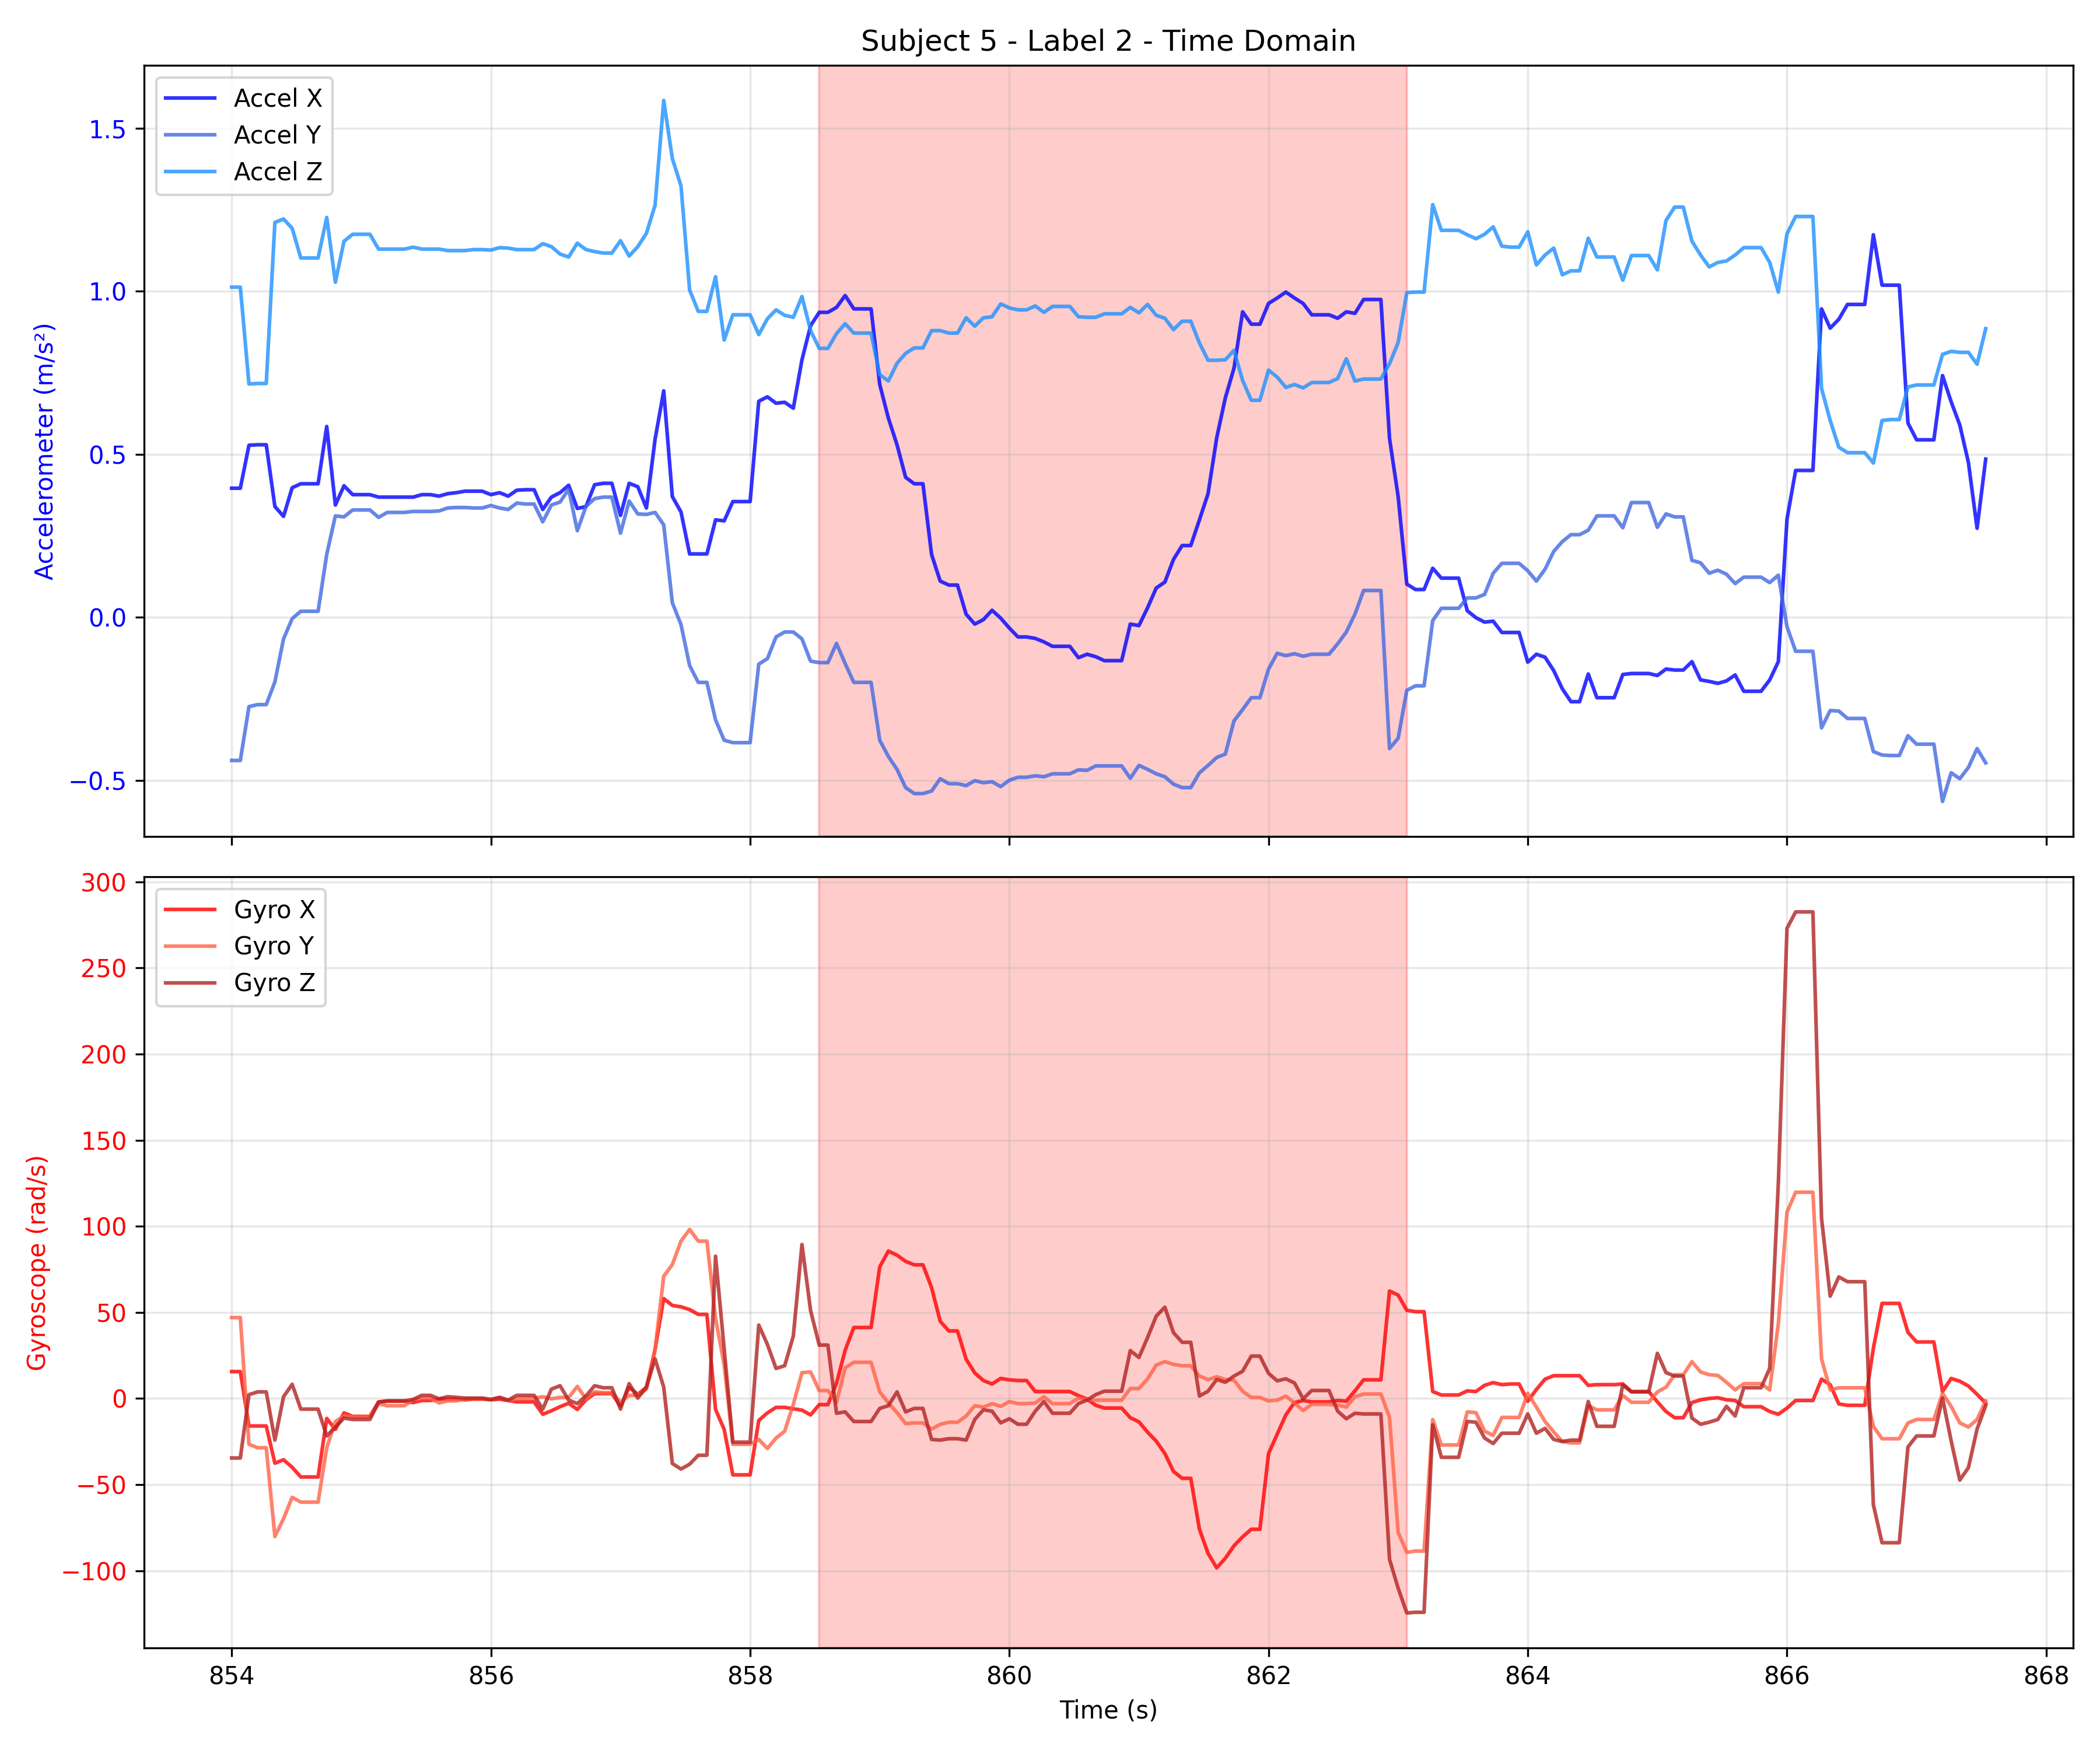 Subject 5 - Label 2 - Time Domain
Accel X
Accel Y
Accel Z
1.5
1.0
0.5
0.0
−0.5
Accelerometer (m/s²)
Gyro X
Gyro Y
Gyro Z
300
250
200
150
100
50
0
−50
−100
Gyroscope (rad/s)
854 856 858 860 862 864 866 868
Time (s)